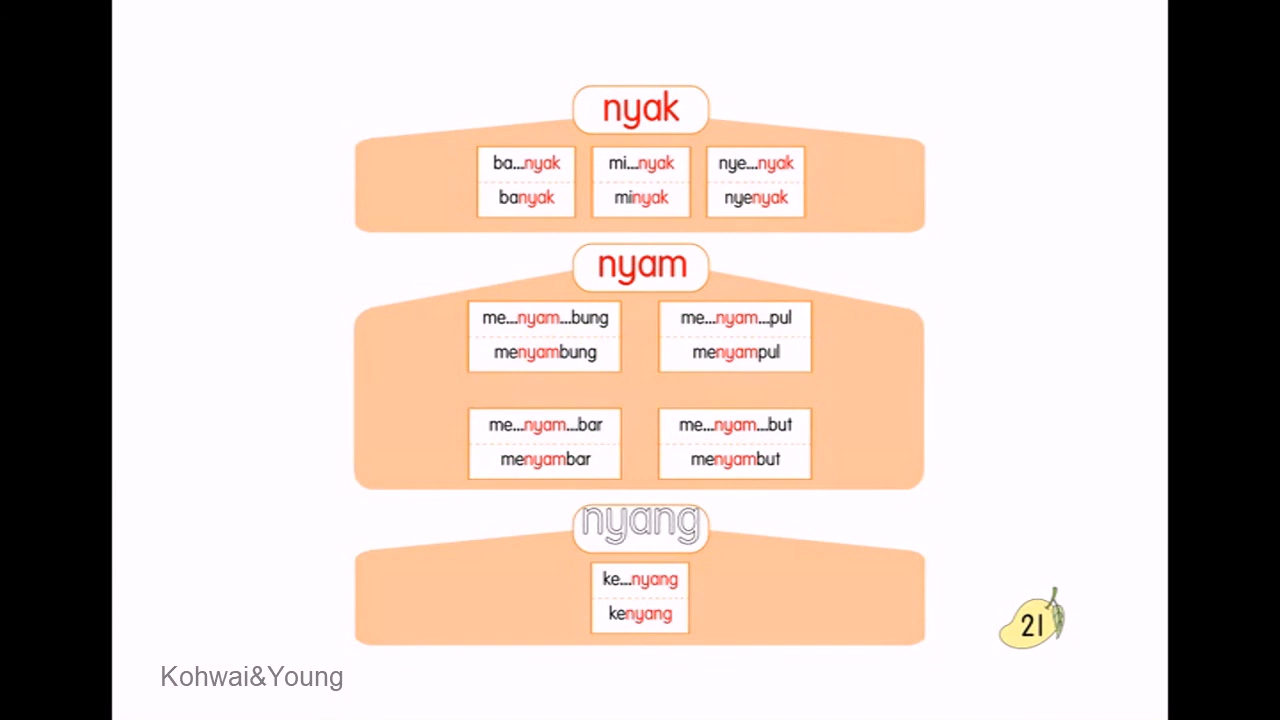 nyak
ba...nyak mi...nyak nye...nyak
banyak minyak nyenyak
nyam
me...nyam...bung me...nyam...pul
menyambung menyampul
me...nyam...bar me...nyam...but
menyambar menyambut
nyang
ke...nyang
kenyang
21
Kohwai&Young